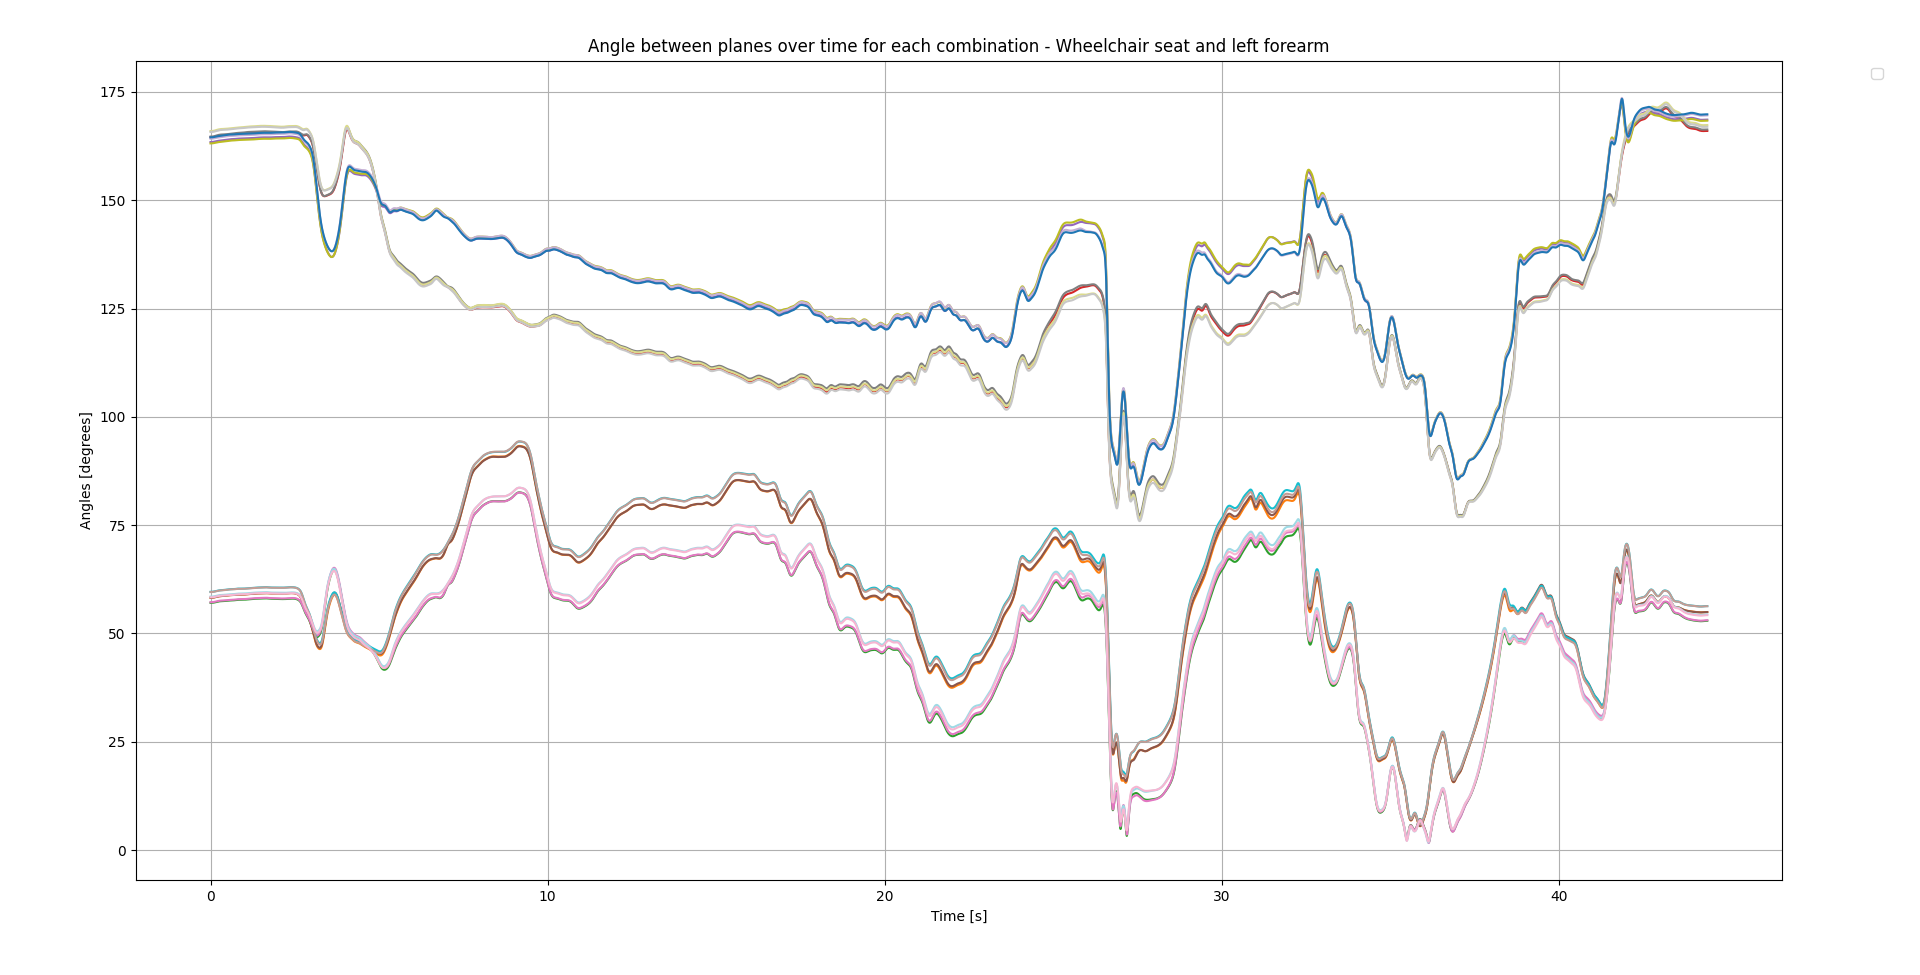 Angle between planes over time for each combination - Wheelchair seat and left forearm
175
150
125
100
75
50
25
0
Angles [degrees]
0 10 20 30 40
Time [s]